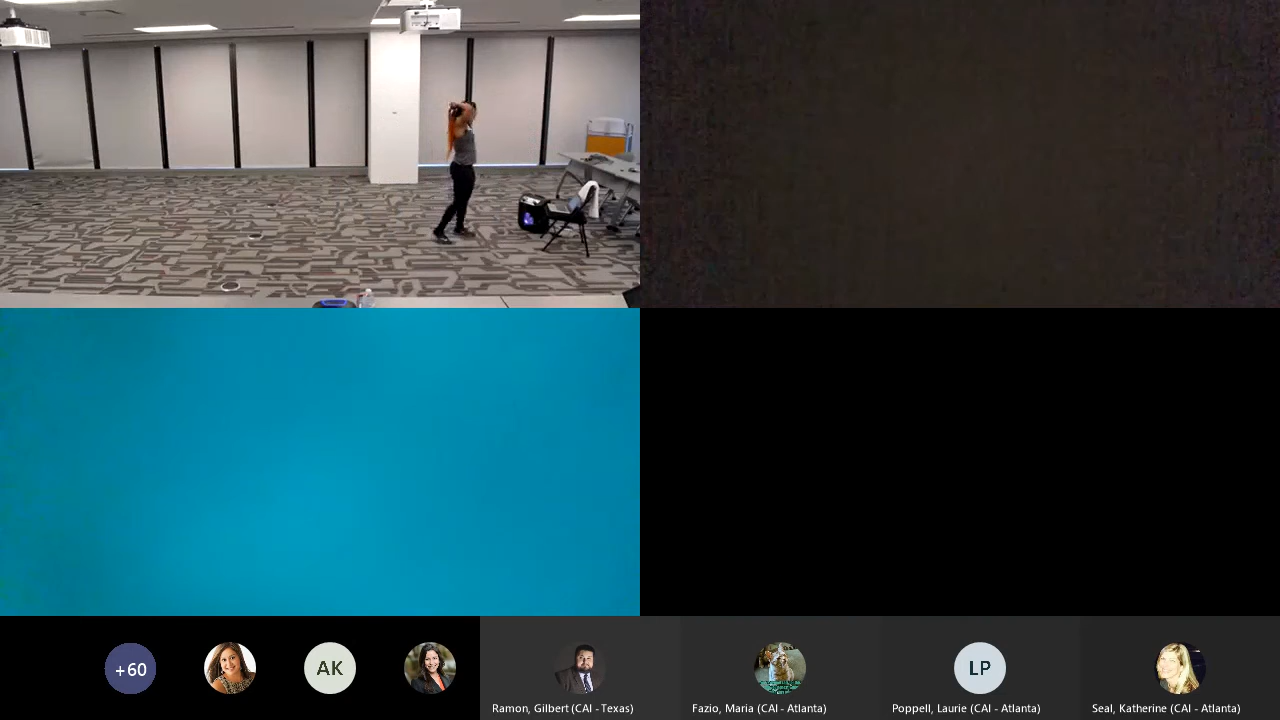 +60
AK
LP
Ramon, Gilbert (CAI - Texas)
Fazio, Maria (CAI - Atlanta)
Poppell, Laurie (CAI - Atlanta)
Seal, Katherine (CAI - Atlanta)